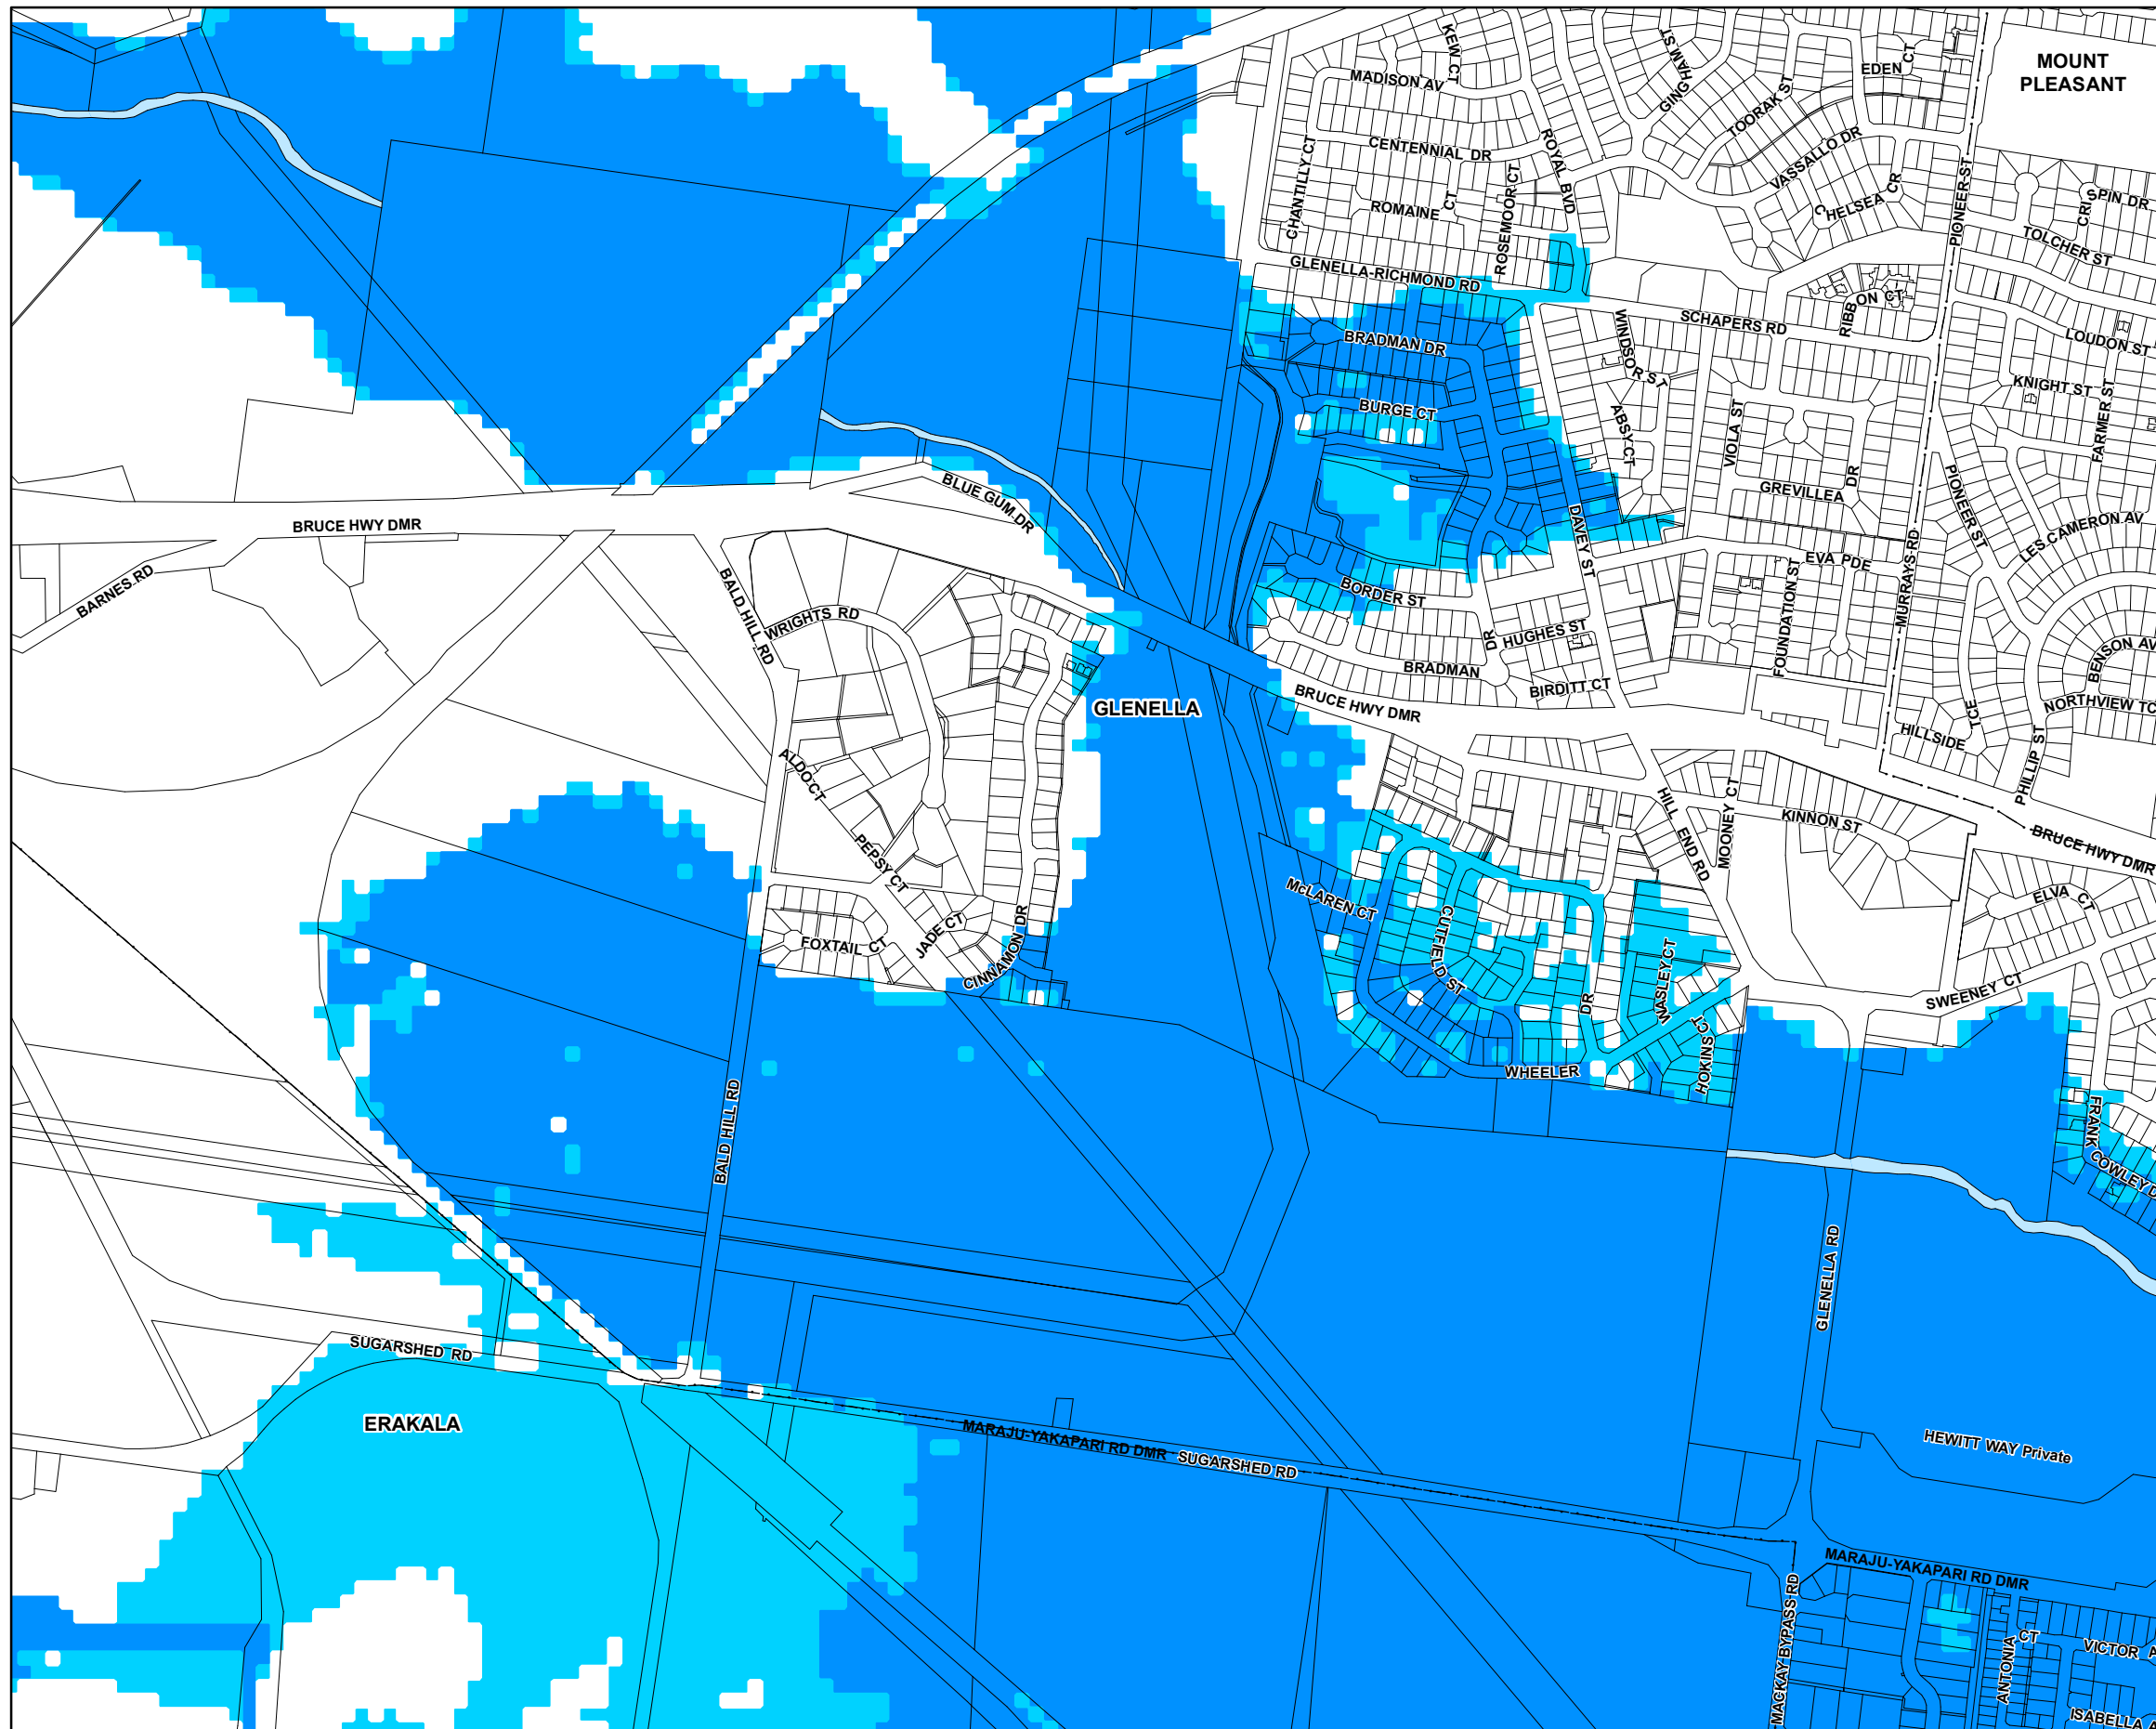 MOUNT
PLEASANT
KEW CT
MADISON AV
GINGHAM ST
TOORAK ST
EDEN CT
CENTENNIAL DR
ROYAL BVD
VASSALLO DR
CHANTILLY CT
ROMAINE CT
ROSEMOOR CT
CHELSEA CR
PIONEER ST
SPIN DR
CRI
TOLCHER ST
GLENELLA-RICHMOND RD
RIBBON CT
SCHAPERS RD
LOUDON ST
BRADMAN DR
WINDSOR ST
KNIGHT ST
FARMER ST
BURGE CT
ABSY CT
VIOLA ST
GREVILLEA DR
PIONEER ST
BLUE GUM DR
BRUCE HWY DMR
DAVEY ST
LES CAMERON AV
EVA PDE
MURRAYS RD
BARNES RD
BALD HILL RD
WRIGHTS RD
BORDER ST
FOUNDATION ST
HUGHES ST
BRADMAN DR
BIRDITT CT
BENSON AV
NORTHVIEW TC
GLENELLA
BRUCE HWY DMR
HILLSIDE TCE
PHILLIP ST
ALDO CT
HILL END RD
MOONEY CT
KINNON ST
BRUCE HWY DMR
PEPSY CT
McLAREN CT
CUTFIELD ST
ELVA CT
FOXTAIL CT
JADE CT
CINNAMON DR
WASLEY CT
SWEENEY CT
DR
WHEELER
HOKINS CT
BALD HILL RD
FRANK COWLEY D
GLENELLA RD
SUGARSHED RD
ERAKALA
MARAJU-YAKAPARI RD DMR
SUGARSHED RD
HEWITT WAY Private
MARAJU-YAKAPARI RD DMR
MACKAY BYPASS RD
ANTONIA CT
VICTOR A
ISABELLA